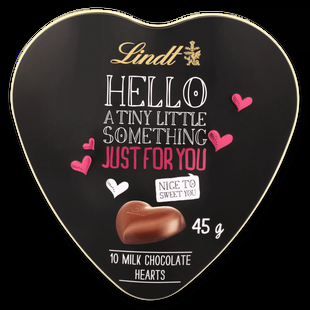 Lindt
HELLO
A TINY LITTLE
SOMETHING
JUST FOR YOU
NICE TO
SWEET YOU
45 g
10 MILK CHOCOLATE
HEARTS